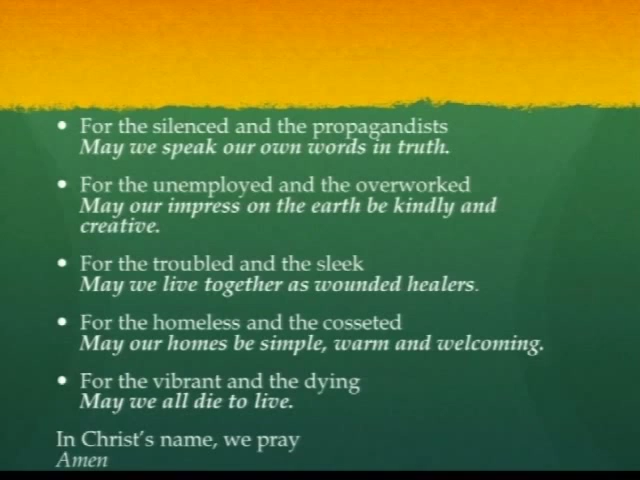 • For the silenced and the propagandists
May we speak our own words in truth.
• For the unemployed and the overworked
May our impress on the earth be kindly and
creative.
• For the troubled and the sleek
May we live together as wounded healers.
• For the homeless and the cosseted
May our homes be simple, warm and welcoming.
• For the vibrant and the dying
May we all die to live.
In Christ's name, we pray
Amen